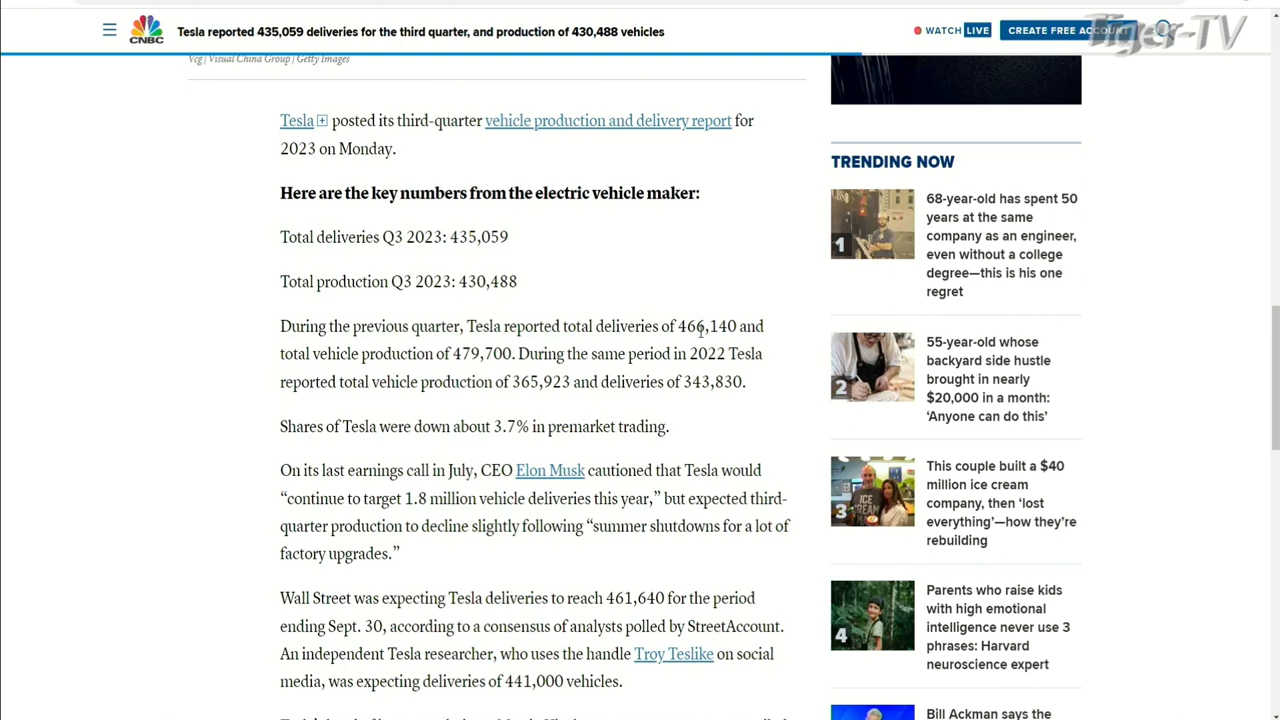 CNBC
Tesla reported 435,059 deliveries for the third quarter, and production of 430,488 vehicles
WATCH LIVE
CREATE FREE ACCOUNT
Tiger-TV
Vcg | Visual China Group | Getty Images
Tesla posted its third-quarter vehicle production and delivery report for
2023 on Monday.
Here are the key numbers from the electric vehicle maker:
Total deliveries Q3 2023: 435,059
Total production Q3 2023: 430,488
During the previous quarter, Tesla reported total deliveries of 466,140 and
total vehicle production of 479,700. During the same period in 2022 Tesla
reported total vehicle production of 365,923 and deliveries of 343,830.
Shares of Tesla were down about 3.7% in premarket trading.
On its last earnings call in July, CEO Elon Musk cautioned that Tesla would
“continue to target 1.8 million vehicle deliveries this year,” but expected third-
quarter production to decline slightly following “summer shutdowns for a lot of
factory upgrades.”
Wall Street was expecting Tesla deliveries to reach 461,640 for the period
ending Sept. 30, according to a consensus of analysts polled by StreetAccount.
An independent Tesla researcher, who uses the handle Troy Teslike on social
media, was expecting deliveries of 441,000 vehicles.
TRENDING NOW
1
68-year-old has spent 50
years at the same
company as an engineer,
even without a college
degree—this is his one
regret
2
55-year-old whose
backyard side hustle
brought in nearly
$20,000 in a month:
‘Anyone can do this’
3
ICE
CREAM
This couple built a $40
million ice cream
company, then ‘lost
everything’—how they’re
rebuilding
4
Parents who raise kids
with high emotional
intelligence never use 3
phrases: Harvard
neuroscience expert
Bill Ackman says the